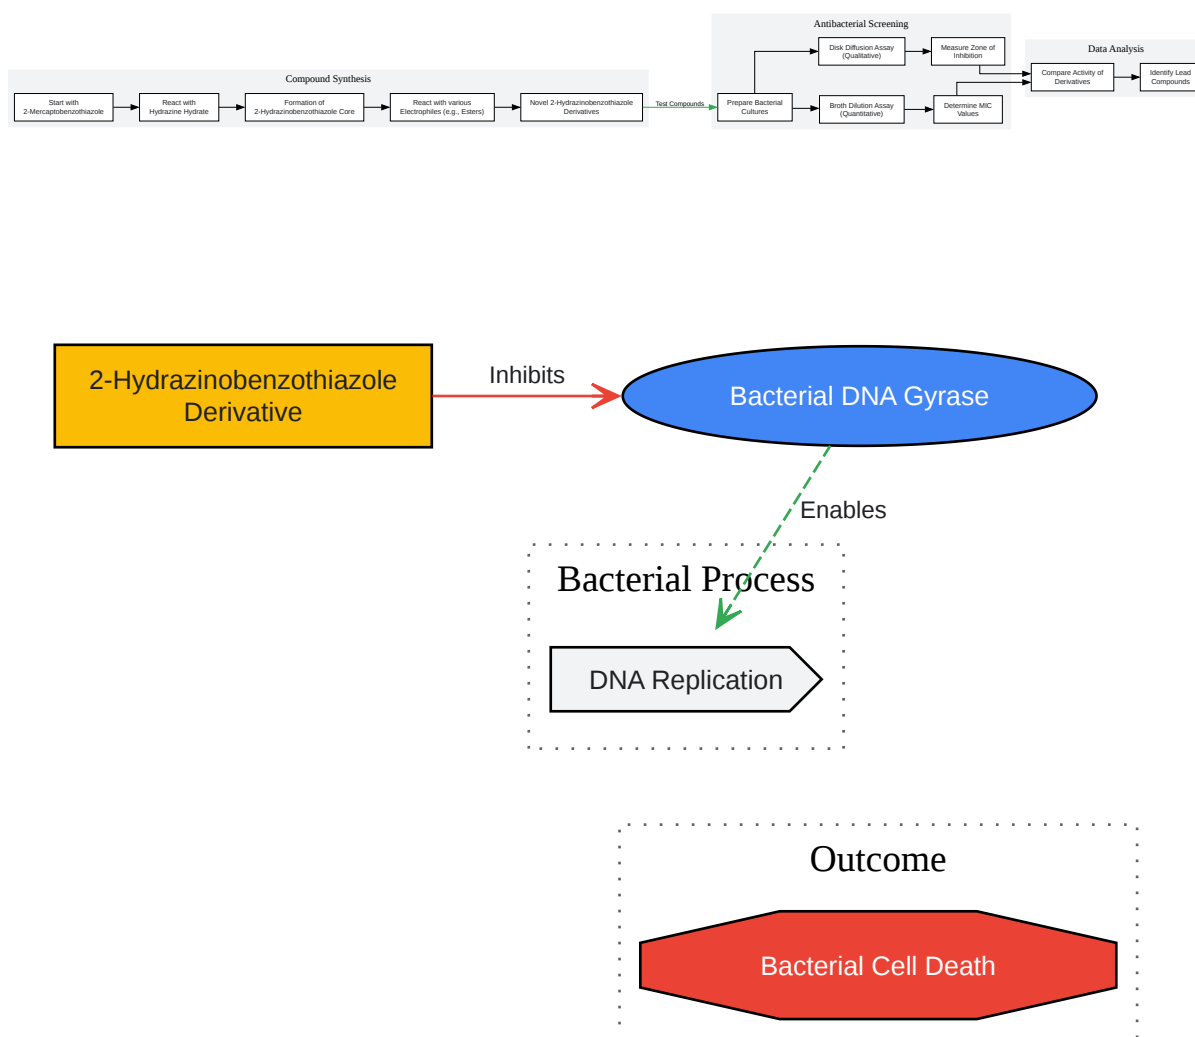 Compound Synthesis
Start with
2-Mercaptobenzothiazole
React with
Hydrazine Hydrate
Formation of
2-Hydrazinobenzothiazole Core
React with various
Electrophiles (e.g., Esters)
Novel 2-Hydrazinobenzothiazole
Derivatives
Test Compounds
Antibacterial Screening
Prepare Bacterial
Cultures
Disk Diffusion Assay
(Qualitative)
Measure Zone of
Inhibition
Broth Dilution Assay
(Quantitative)
Determine MIC
Values
Data Analysis
Compare Activity of
Derivatives
Identify Lead
Compounds
2-Hydrazinobenzothiazole
Derivative
Inhibits
Bacterial DNA Gyrase
Enables
Bacterial Process
DNA Replication
Outcome
Bacterial Cell Death